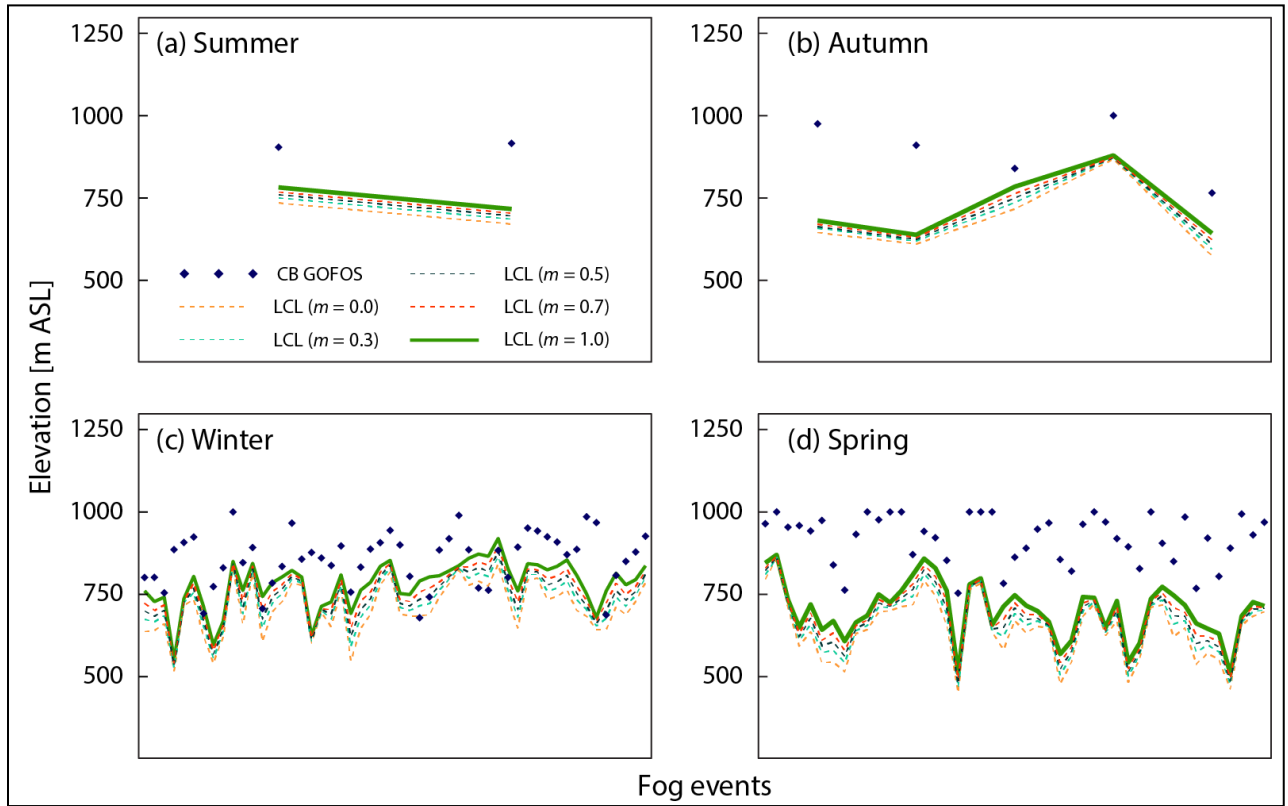 Elevation [m ASL]
(a) Summer
1250
1000
750
500
CB GOFOS
LCL (m = 0.0)
LCL (m = 0.3)
LCL (m = 0.5)
LCL (m = 0.7)
LCL (m = 1.0)
(b) Autumn
1250
1000
750
500
(c) Winter
1250
1000
750
500
(d) Spring
1250
1000
750
500
Fog events